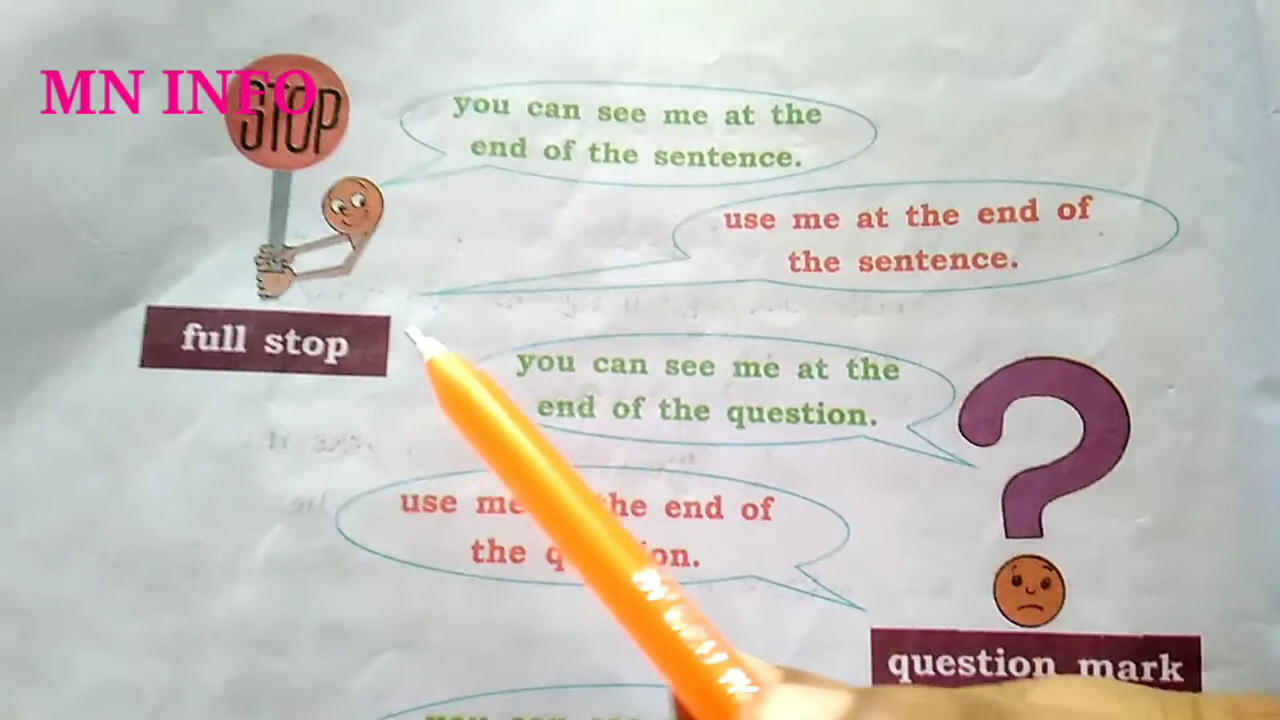 MN INFO
STOP
you can see me at the
end of the sentence.
use me at the end of
the sentence.
full stop
you can see me at the
end of the question.
use me the end of
the
question mark